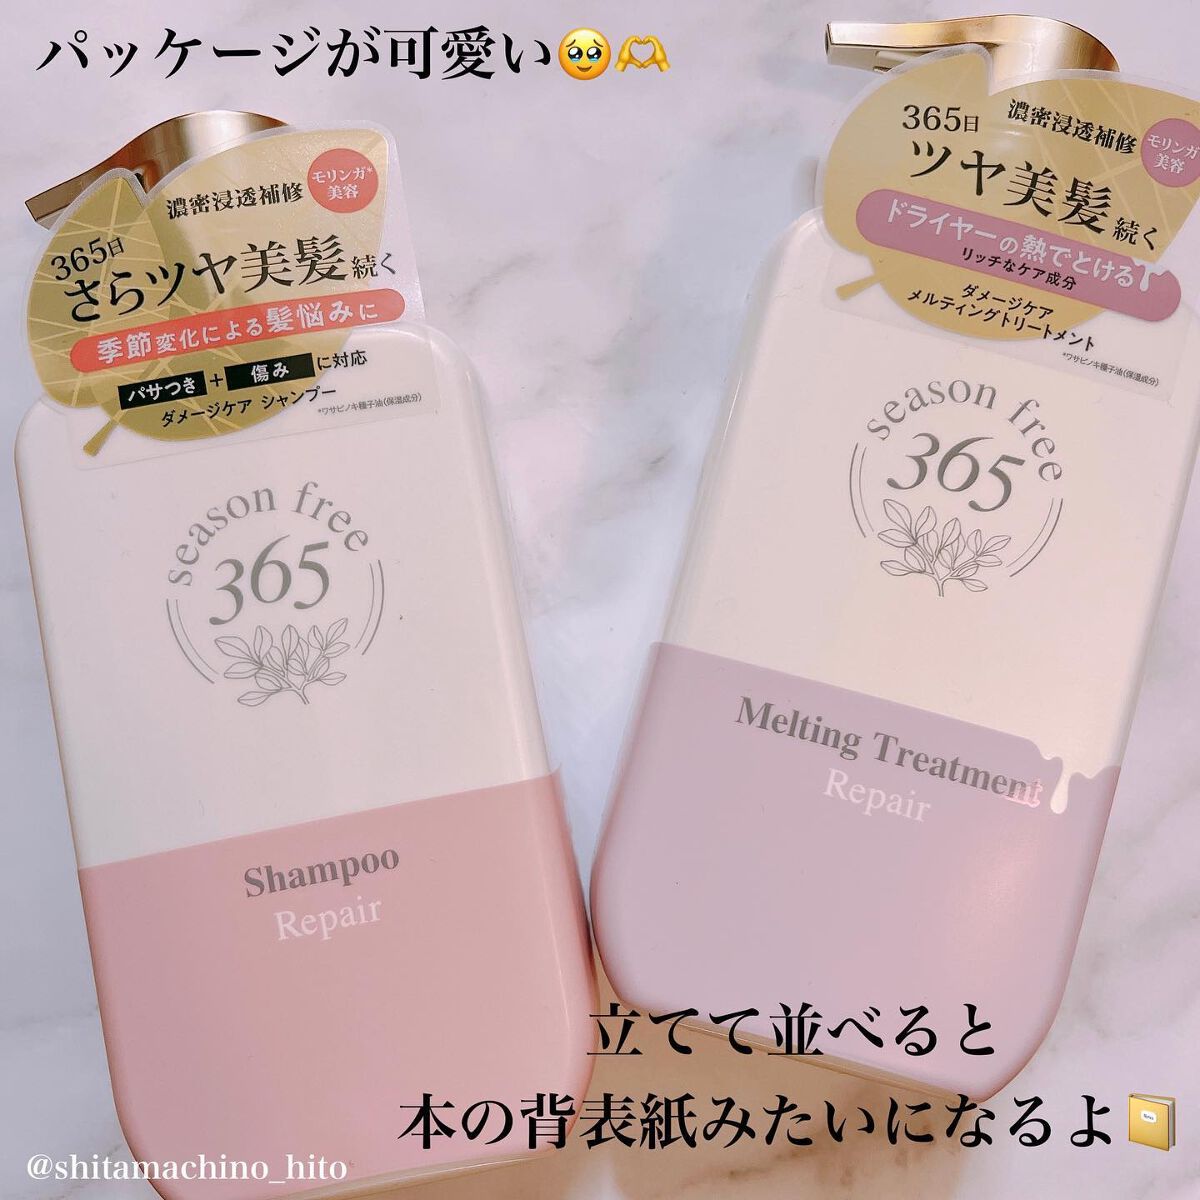 パッケージが可愛い🥹🫶
濃密浸透補修
モリンガ*
美容
365日
さらツヤ美髪続く
季節変化による髪悩みに
パサつき+傷みに対応
ダメージケア シャンプー
*ワサビノキ種子油(保湿成分)
season free
365
Shampoo
Repair
365日
濃密浸透補修
モリンガ*
美容
ツヤ美髪続く
ドライヤーの熱でとける
リッチなケア成分
ダメージケア
メルティングトリートメント
*ワサビノキ種子油(保湿成分)
season free
365
Melting Treatment
Repair
立てて並べると
本の背表紙みたいになるよ📔
@shitamachino_hito